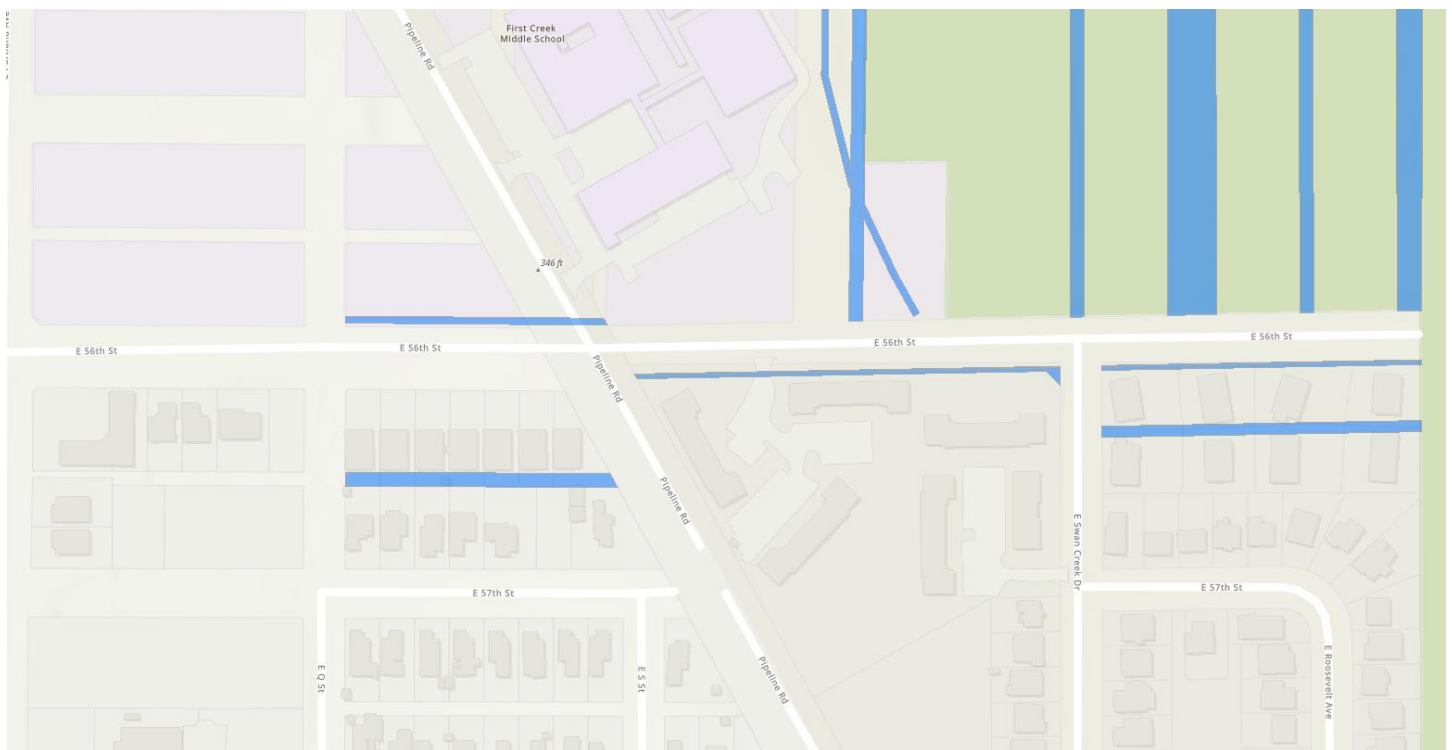 First Creek
Middle School
Pipeline Rd
346 ft
E 56th St
E 56th St
E 56th St
E 56th St
Pipeline Rd
Pipeline Rd
E Swan Creek Dr
E 57th St
E 57th St
E Q St
E S St
Pipeline Rd
E Roosevelt Ave